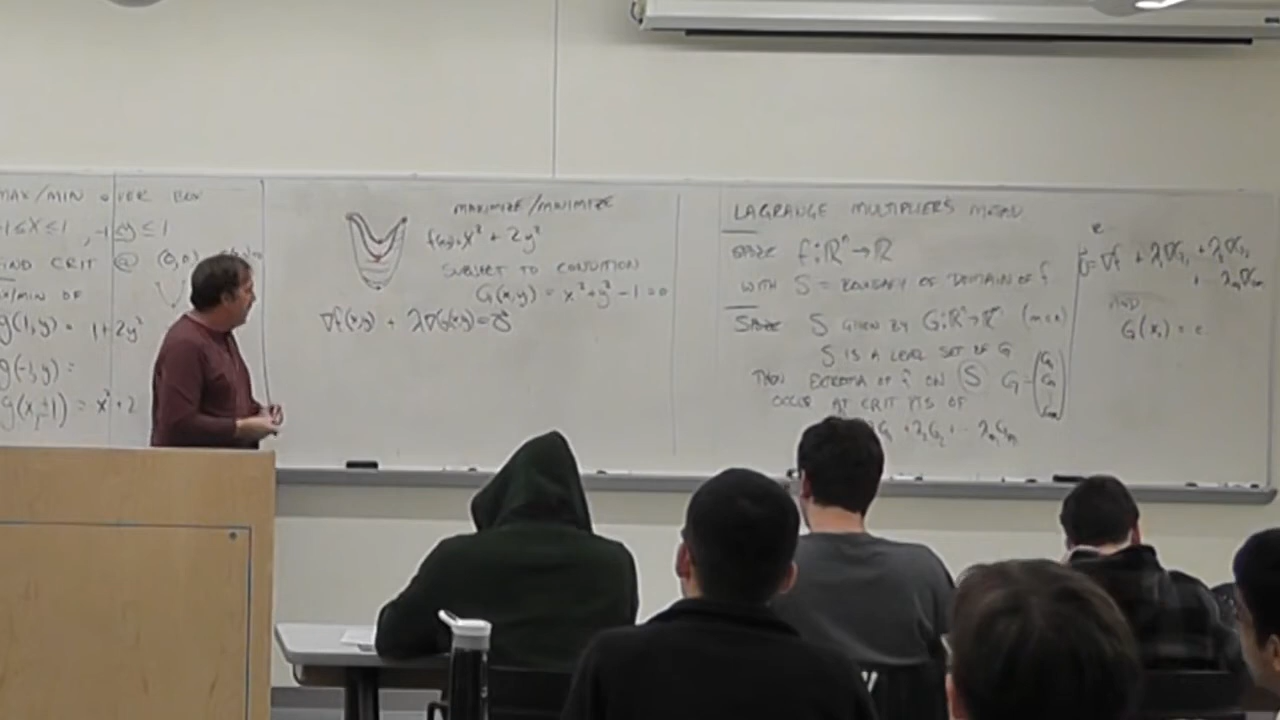 MAX/MIN OVER BOX
-1≤X≤1, -1≤y≤1
FIND CRIT @ (0,0)
MAX/MIN OF
g(1,y) = 1+2y²
g(-1,y) =
g(x,±1) = x²+2
MAXIMIZE/MINIMIZE
f(x,y)=x²+2y²
SUBJECT TO CONDITION
G(x,y) = x²+y²-1=0
∇f(x,y) + λ∇G(x,y)=0⃗
LAGRANGE MULTIPLIERS
f:ℝⁿ→ℝ
WITH S = BOUNDARY OF DOMAIN OF f
S GIVEN BY G:ℝⁿ→ℝᵐ (m<n)
S IS A LEVEL SET OF G
THEN EXTREMA OF f ON S G=
OCCUR AT CRIT PTS OF
G₁ + λ₂G₂ + ... λₘGₘ
0⃗=∇f + λ₁∇G₁ + λ₂∇G₂
+ ... λₘ∇Gₘ
AND
G(x,) = c